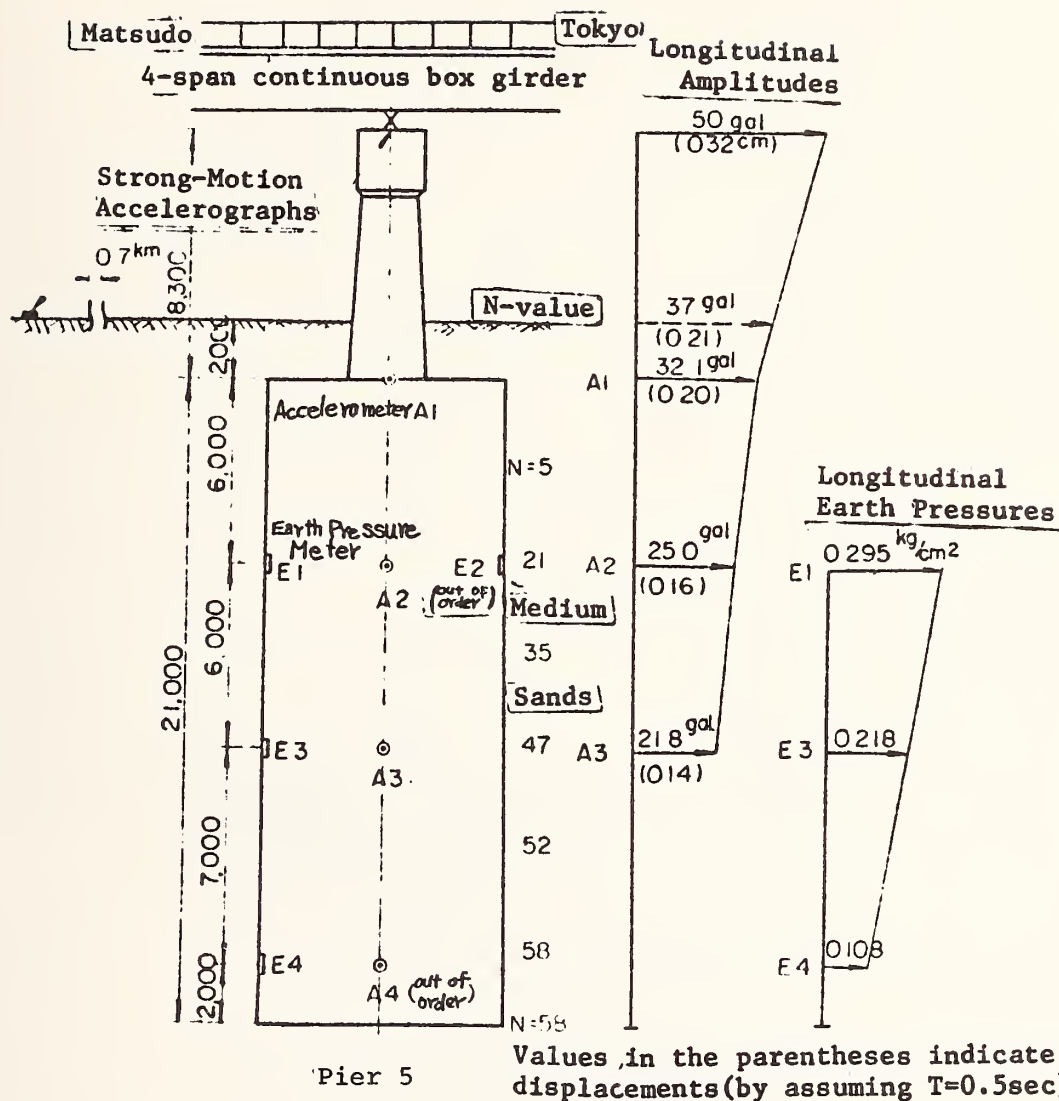 Matsudo
Tokyo
4-span continuous box girder
Longitudinal
Amplitudes
50 gal
(0.32 cm)
Strong-Motion
Accelerographs
0.7 km
8,300
N-value
37 gal
(0.21)
2,000
A1
32.1 gal
(0.20)
Accelerometer A1
6,000
N=5
Longitudinal
Earth Pressures
Earth Pressure
Meter
E1
A2
E2
(out of
order)
21
Medium
A2
25.0 gal
(0.16)
E1
0.295 kg/cm2
6,000
35
21,000
Sands
E3
A3
47
A3
21.8 gal
(0.14)
E3
0.218
7,000
52
58
E4
A4 (out of
order)
E4
0.108
2,000
N=58
Pier 5
Values in the parentheses indicate
displacements(by assuming T=0.5sec